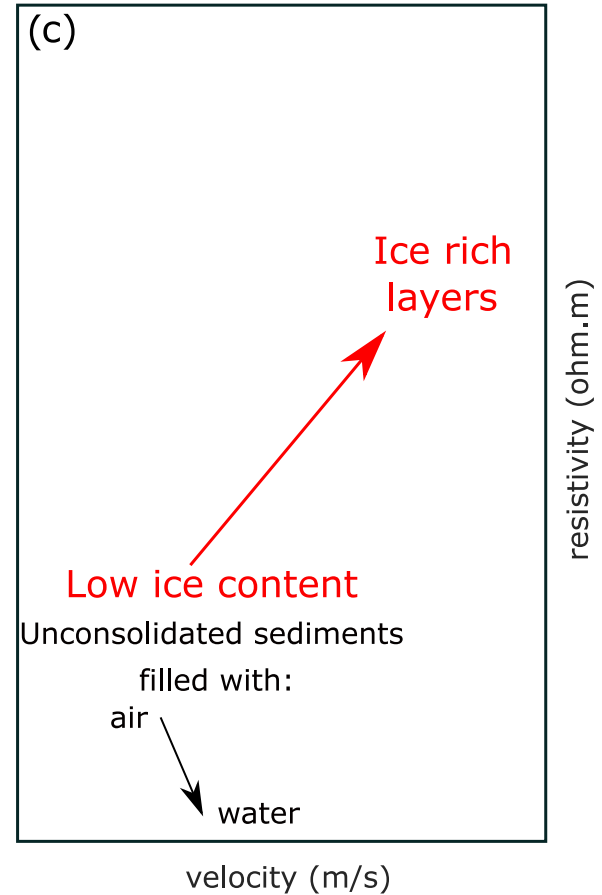 (c)
Ice rich
layers
resistivity (ohm.m)
Low ice content
Unconsolidated sediments
filled with:
air
water
velocity (m/s)